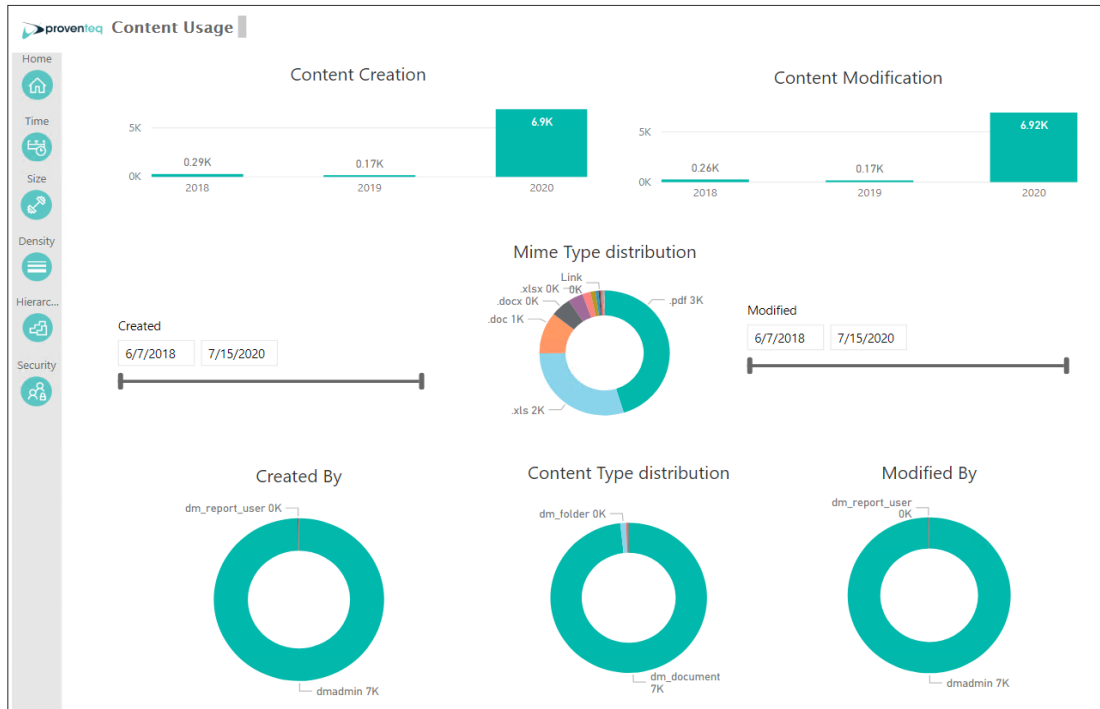 proventeq Content Usage
Home
Time
Size
Density
Hierarc...
Security
Content Creation
5K
0K
0.29K
0.17K
6.9K
2018
2019
2020
Content Modification
5K
0K
0.26K
0.17K
6.92K
2018
2019
2020
Mime Type distribution
Link
0K
.xlsx 0K
.docx 0K
.doc 1K
.xls 2K
.pdf 3K
Created
6/7/2018 7/15/2020
Modified
6/7/2018 7/15/2020
Created By
dm_report_user 0K
dmadmin 7K
Content Type distribution
dm_folder 0K
dm_document
7K
Modified By
dm_report_user
0K
dmadmin 7K